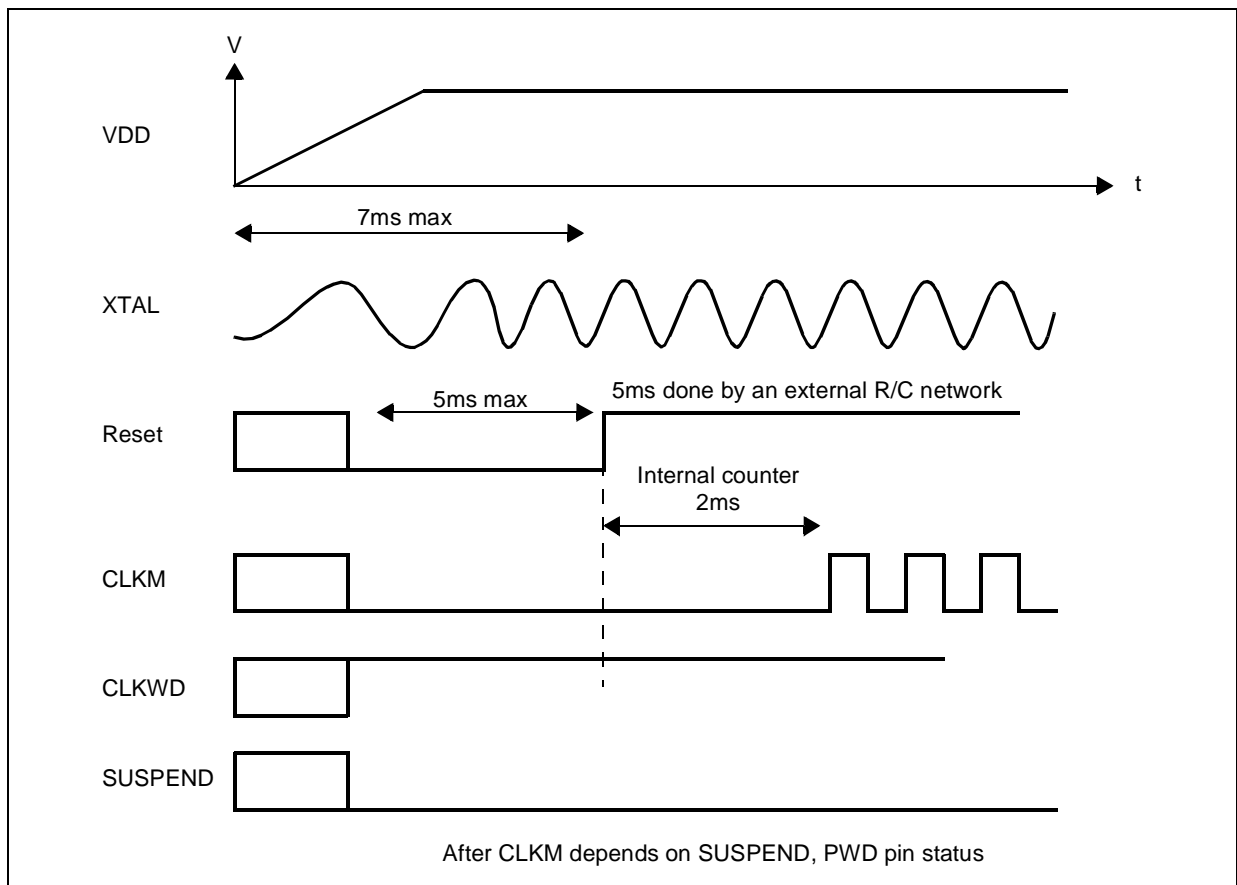 V
VDD
t
7ms max
XTAL
5ms max
5ms done by an external R/C network
Reset
Internal counter
2ms
CLKM
CLKWD
SUSPEND
After CLKM depends on SUSPEND, PWD pin status